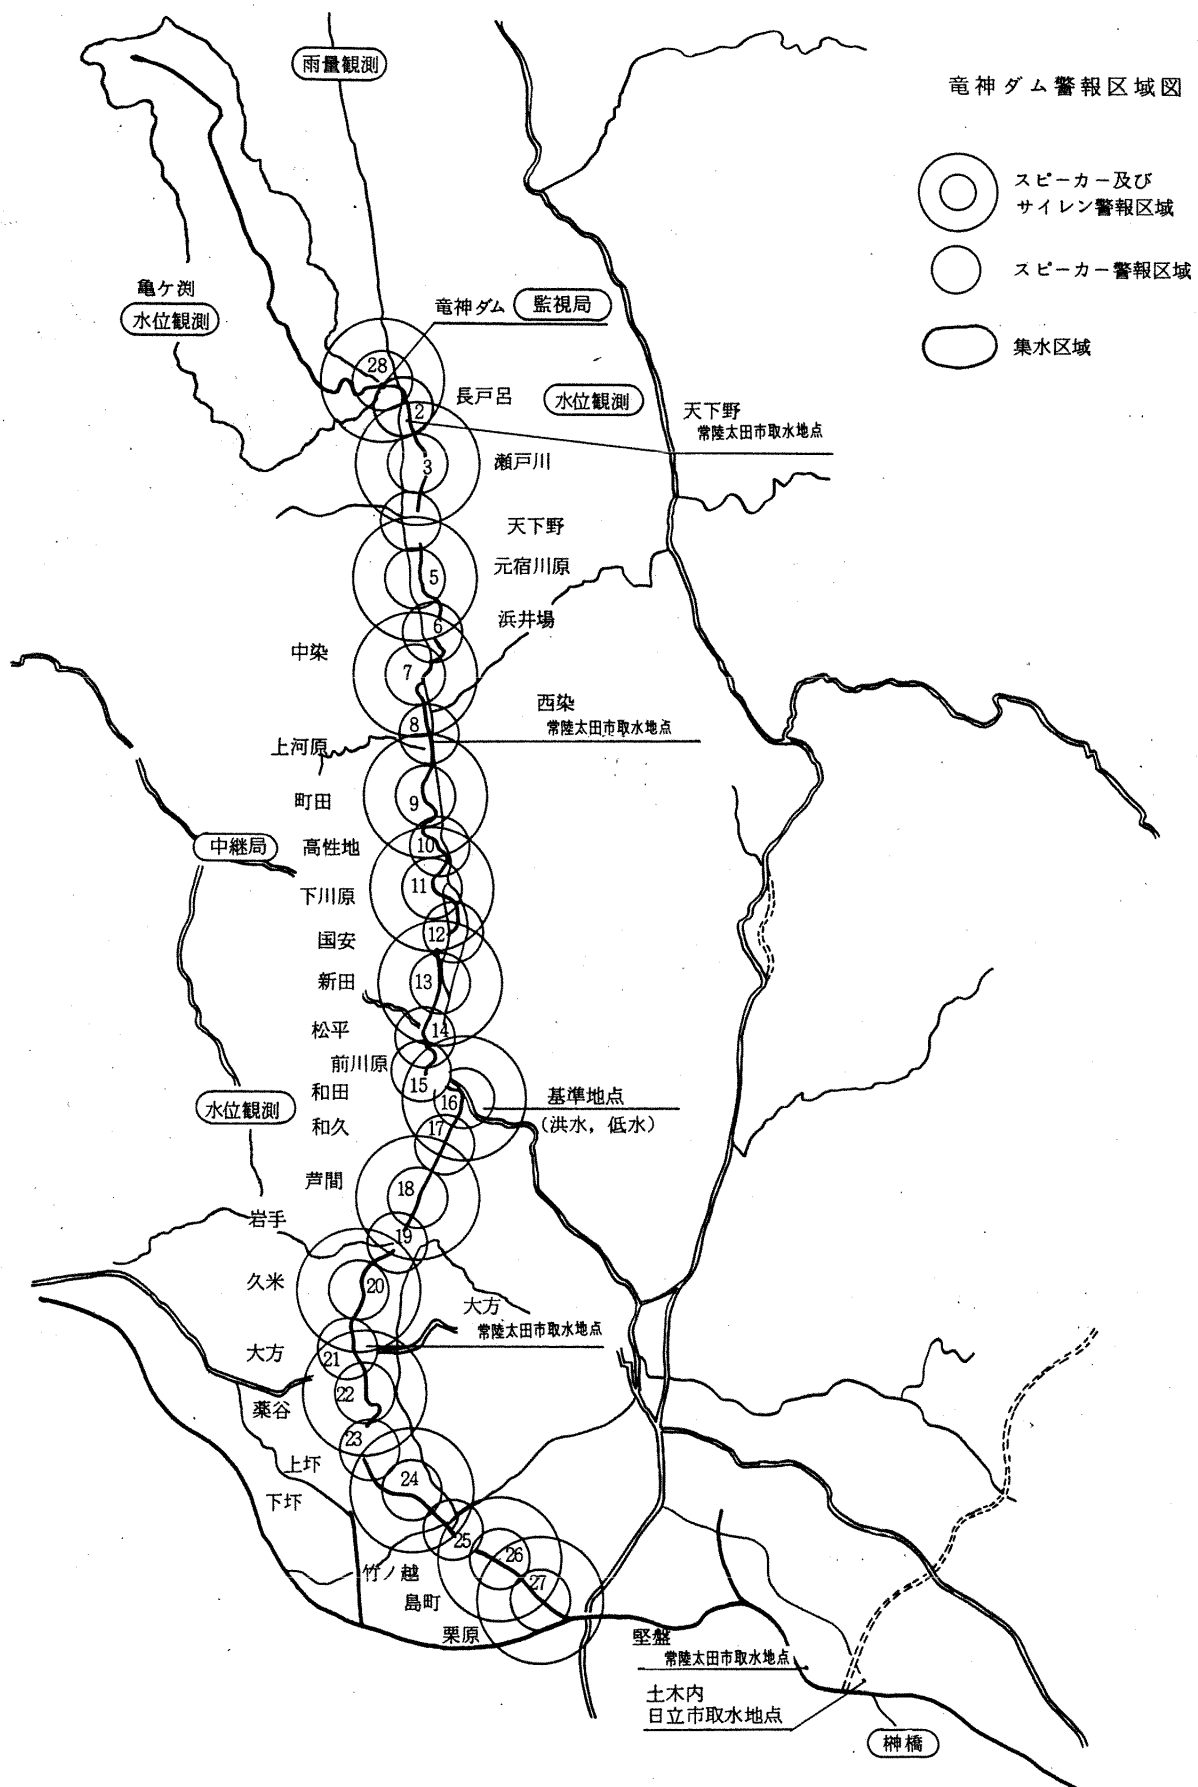 雨量観測
竜神ダム警報区域図
スピーカー及び
サイレン警報区域
スピーカー警報区域
集水区域
亀ケ渕
水位観測
竜神ダム
監視局
28
2
長戸呂
水位観測
天下野
常陸太田市取水地点
3
瀬戸川
天下野
5
元宿川原
6
浜井場
中染
7
西染
常陸太田市取水地点
8
上河原
町田
9
中継局
高性地
10
下川原
11
国安
12
新田
13
松平
14
前川原
15
和田
16
基準地点
(洪水，低水)
水位観測
和久
17
芦間
18
岩手
19
久米
20
大方
常陸太田市取水地点
大方
21
22
薬谷
23
上圷
24
下圷
25
26
竹ノ越
27
島町
栗原
堅盤
常陸太田市取水地点
土木内
日立市取水地点
榊橋